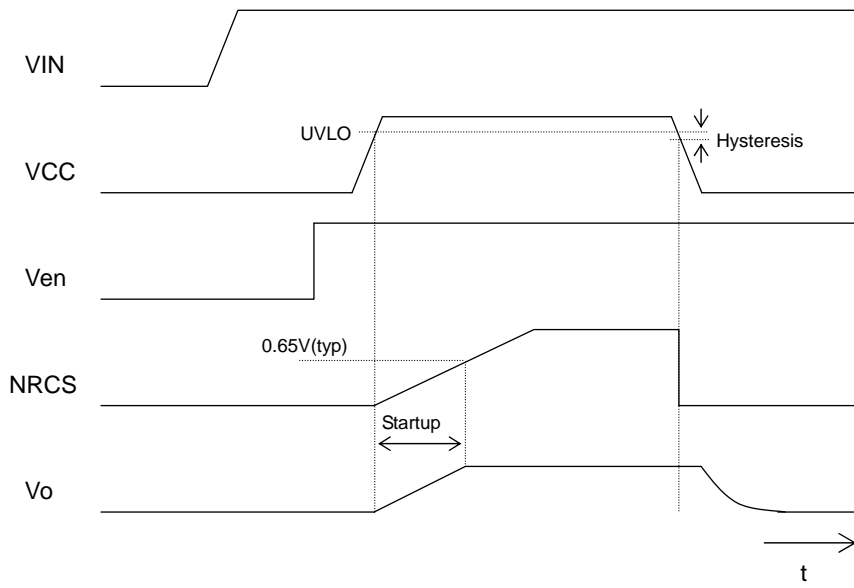 VIN
UVLO
Hysteresis
VCC
Ven
0.65V(typ)
NRCS
Startup
Vo
t